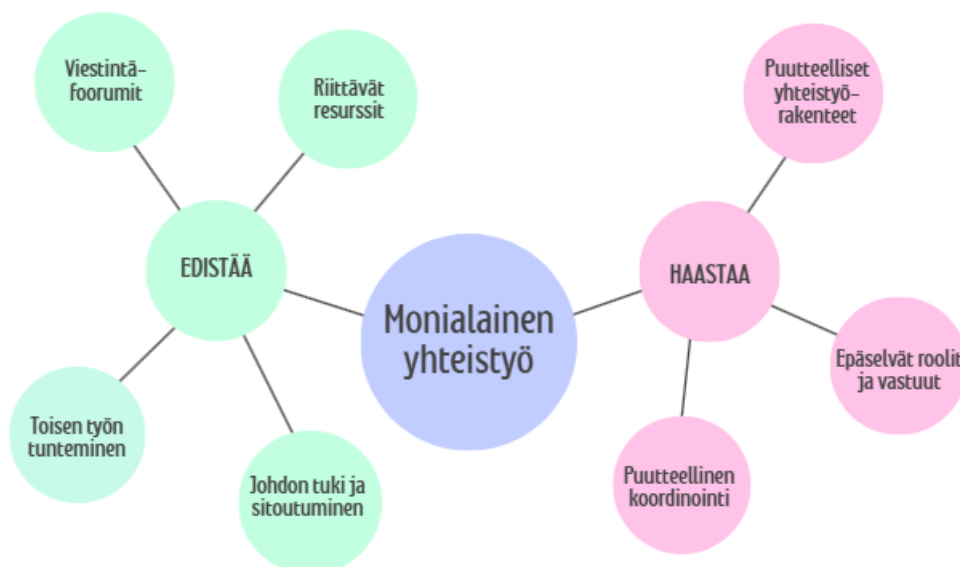 Viestintä-
foorumit
Riittävät
resurssit
EDISTÄÄ
Toisen työn
tunteminen
Johdon tuki ja
sitoutuminen
Monialainen
yhteistyö
Puutteelliset
yhteistyö-
rakenteet
HAASTAA
Epäselvät roolit
ja vastuut
Puutteellinen
koordinointi